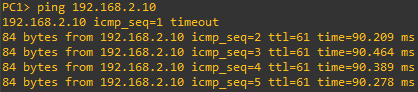 PC1> ping 192.168.2.10
192.168.2.10 icmp_seq=1 timeout
84 bytes from 192.168.2.10 icmp_seq=2 ttl=61 time=90.209 ms
84 bytes from 192.168.2.10 icmp_seq=3 ttl=61 time=90.464 ms
84 bytes from 192.168.2.10 icmp_seq=4 ttl=61 time=90.389 ms
84 bytes from 192.168.2.10 icmp_seq=5 ttl=61 time=90.278 ms